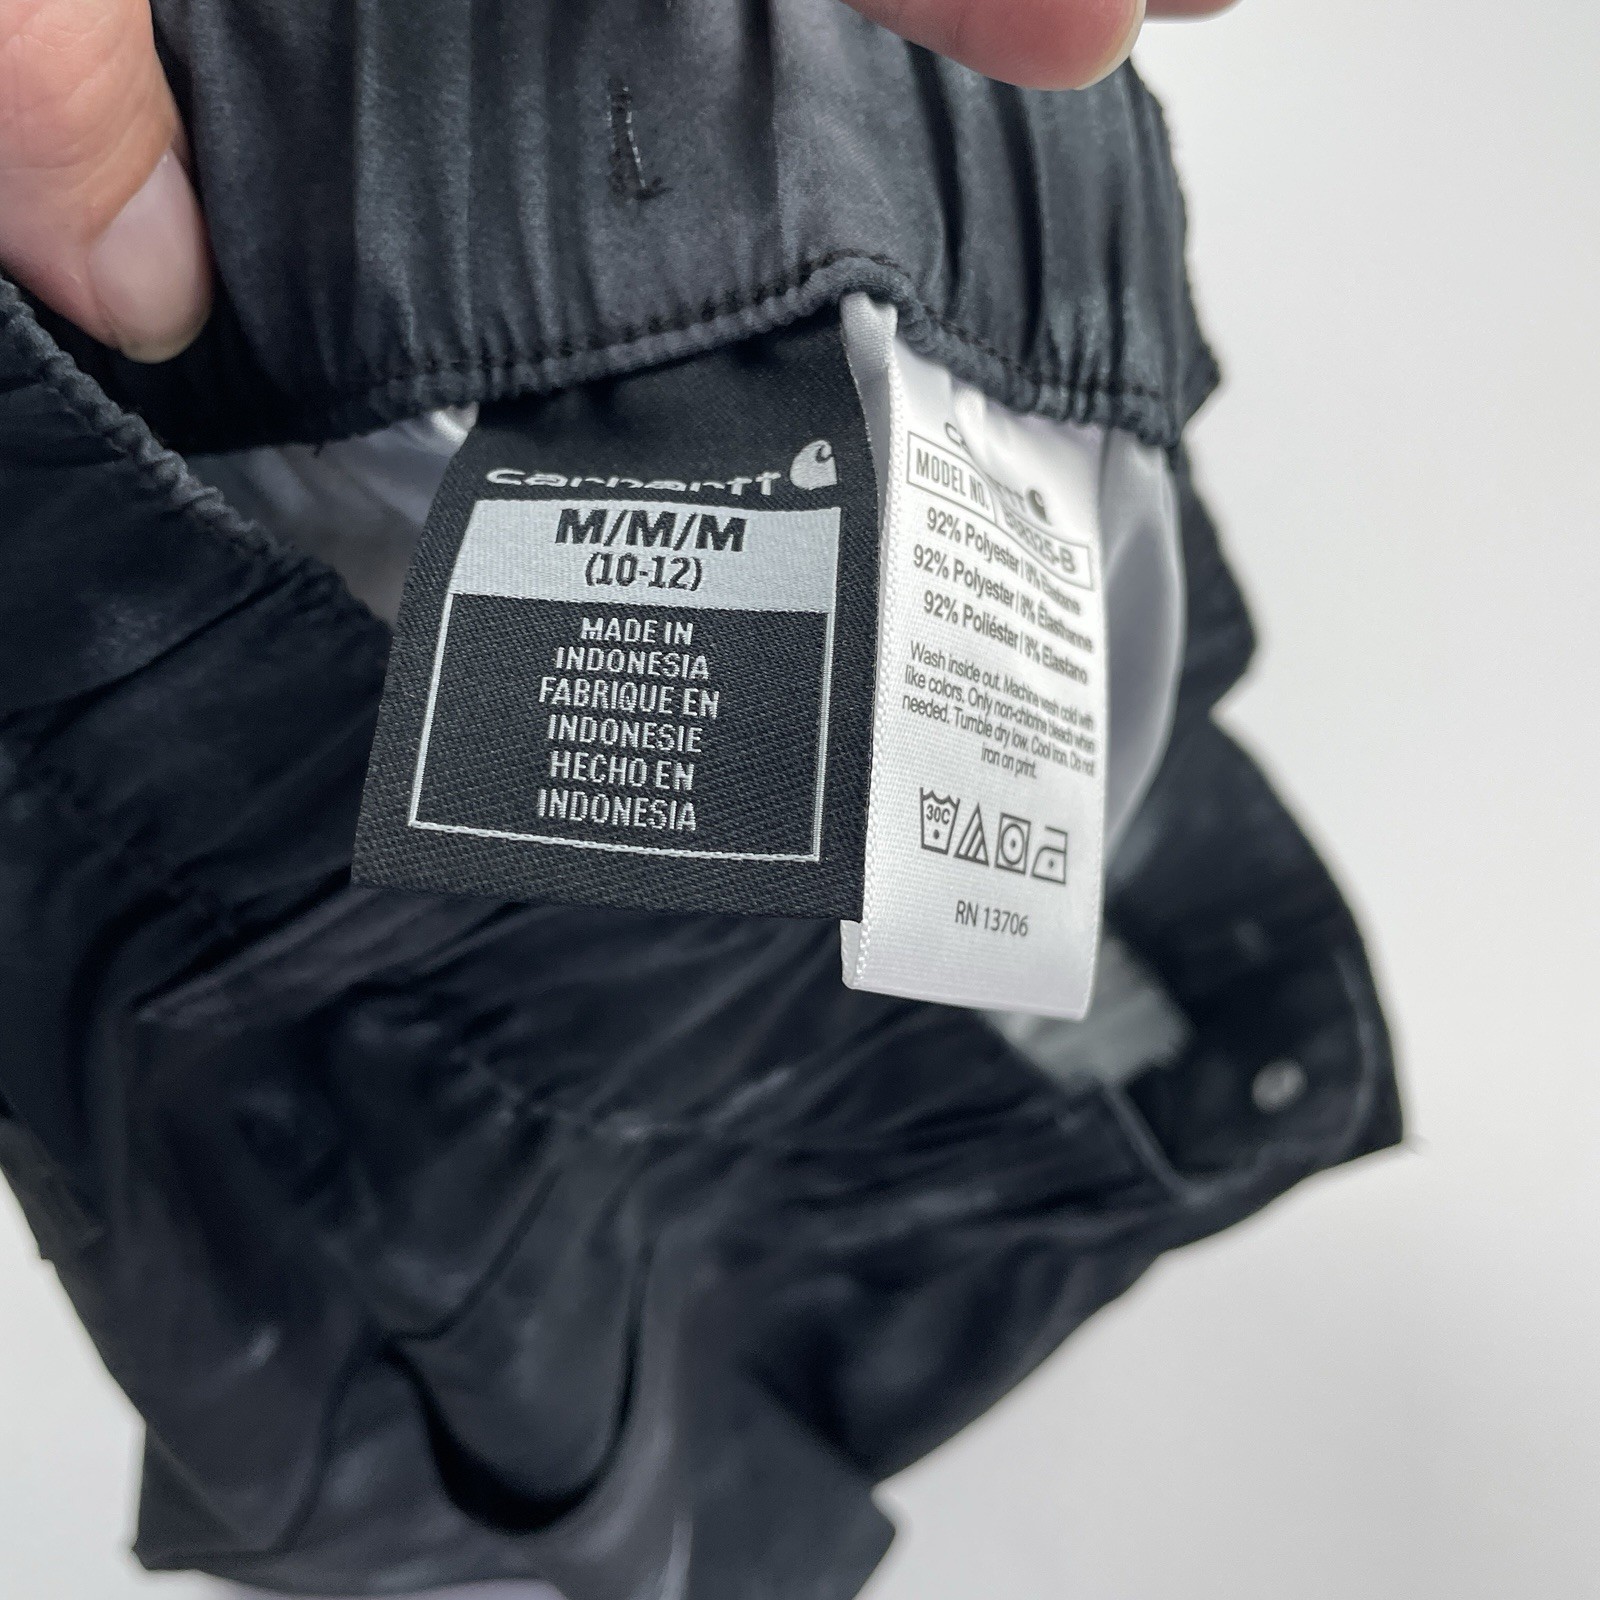 carhartt
M/M/M
(10-12)
MADE IN
INDONESIA
FABRIQUE EN
INDONESIE
HECHO EN
INDONESIA
MODEL NO.
92% Polyester | 8% Elastane
92% Polyester | 8% Élasthanne
92% Poliéster | 8% Elastano
Wash inside out. Machine wash cold with
like colors. Only non-chlorine bleach when
needed. Tumble dry low. Cool iron. Do not
iron on print.
30C
RN 13706